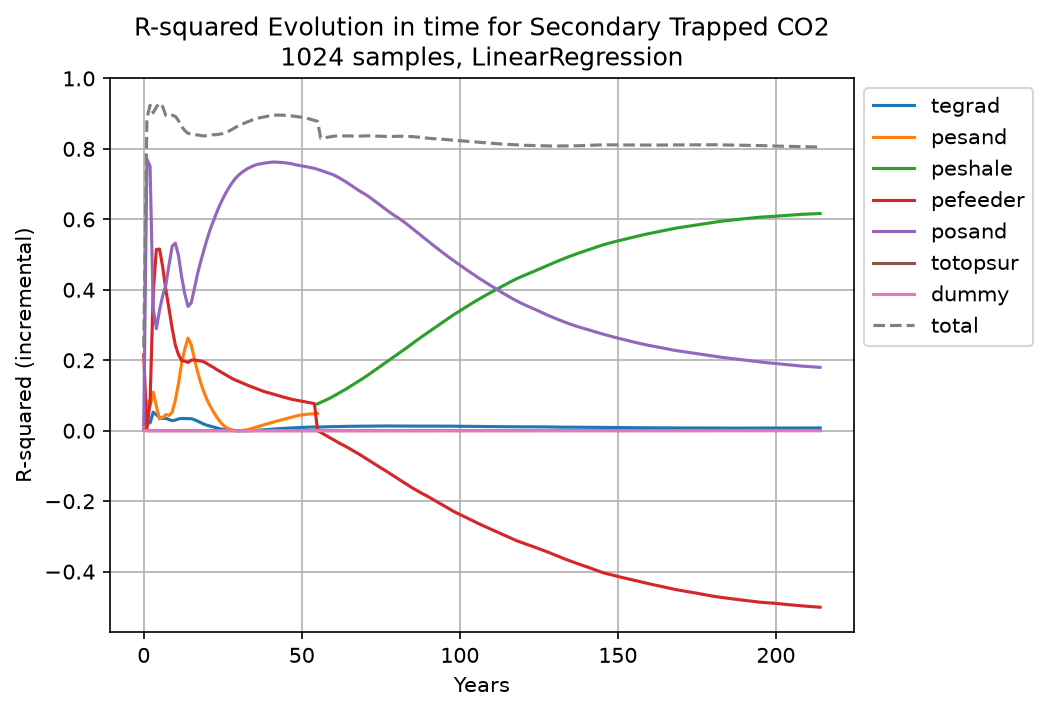 R-squared Evolution in time for Secondary Trapped CO2
1024 samples, LinearRegression
R-squared (incremental)
1.0
0.8
0.6
0.4
0.2
0.0
−0.2
−0.4
0
50
100
150
200
Years
tegrad
pesand
peshale
pefeeder
posand
totopsur
dummy
total